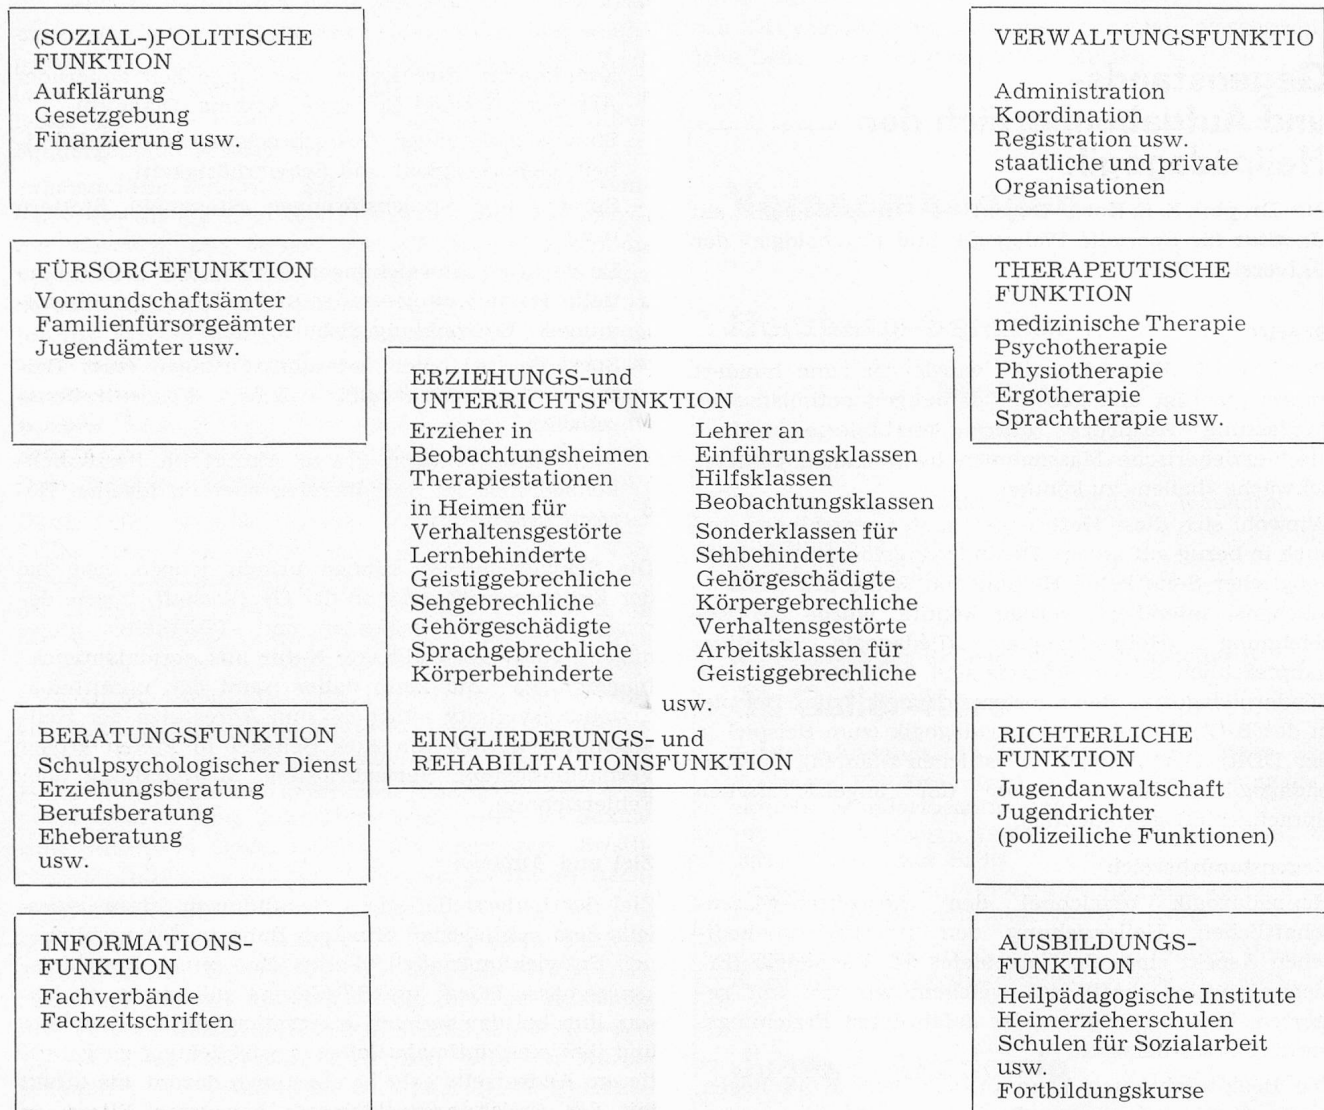 (SOZIAL-)POLITISCHE
FUNKTION
Aufklärung
Gesetzgebung
Finanzierung usw.
FÜRSORGEFUNKTION
Vormundschaftsämter
Familienfürsorgeämter
Jugendämter usw.
BERATUNGSFUNKTION
Schulpsychologischer Dienst
Erziehungsberatung
Berufsberatung
Eheberatung
usw.
INFORMATIONS-
FUNKTION
Fachverbände
Fachzeitschriften
ERZIEHUNGS-und
UNTERRICHTSFUNKTION
Erzieher in
Beobachtungsheimen
Therapiestationen
in Heimen für
Verhaltensgestörte
Lernbehinderte
Geistiggebrechliche
Sehgebrechliche
Gehörgeschädigte
Sprachgebrechliche
Körperbehinderte
Lehrer an
Einführungsklassen
Hilfsklassen
Beobachtungsklassen
Sonderklassen für
Sehbehinderte
Gehörgeschädigte
Körpergebrechliche
Verhaltensgestörte
Arbeitsklassen für
Geistiggebrechliche
usw.
EINGLIEDERUNGS- und
REHABILITATIONSFUNKTION
VERWALTUNGSFUNKTIO
Administration
Koordination
Registration usw.
staatliche und private
Organisationen
THERAPEUTISCHE
FUNKTION
medizinische Therapie
Psychotherapie
Physiotherapie
Ergotherapie
Sprachtherapie usw.
RICHTERLICHE
FUNKTION
Jugendanwaltschaft
Jugendrichter
(polizeiliche Funktionen)
AUSBILDUNGS-
FUNKTION
Heilpädagogische Institute
Heimerzieherschulen
Schulen für Sozialarbeit
usw.
Fortbildungskurse